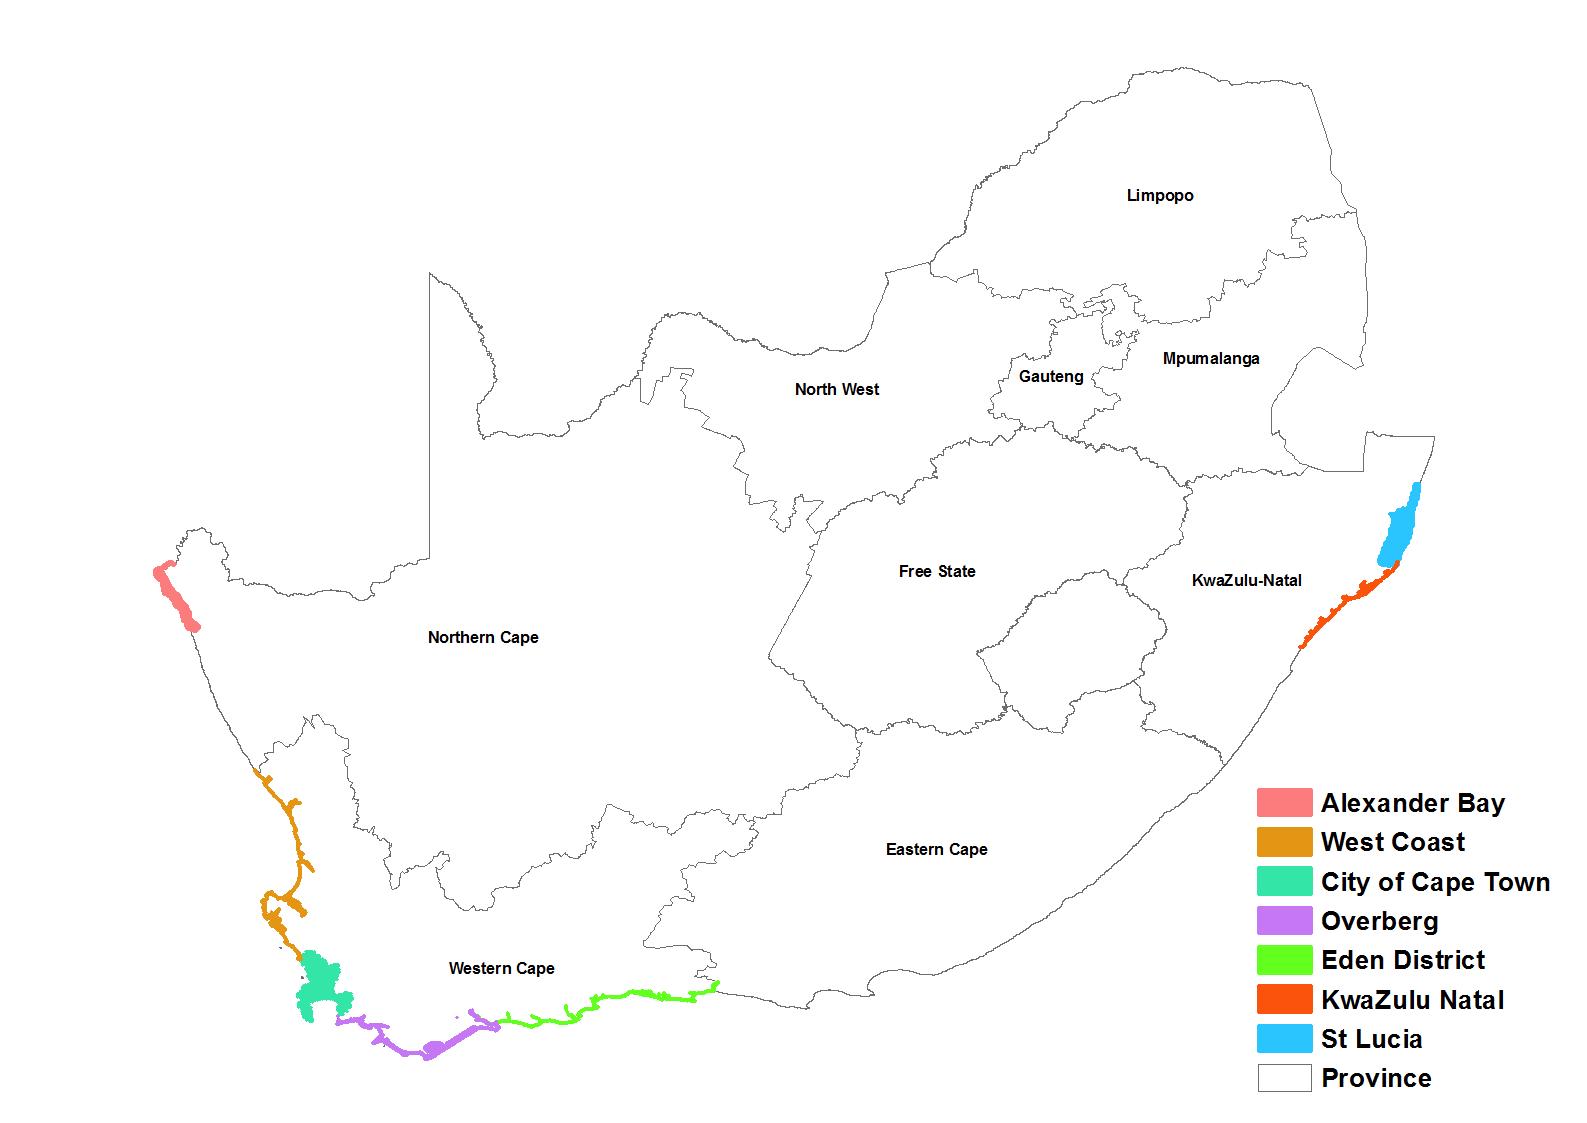 Limpopo
Mpumalanga
Gauteng
North West
Free State
KwaZulu-Natal
Northern Cape
Eastern Cape
Western Cape
Alexander Bay
West Coast
City of Cape Town
Overberg
Eden District
KwaZulu Natal
St Lucia
Province